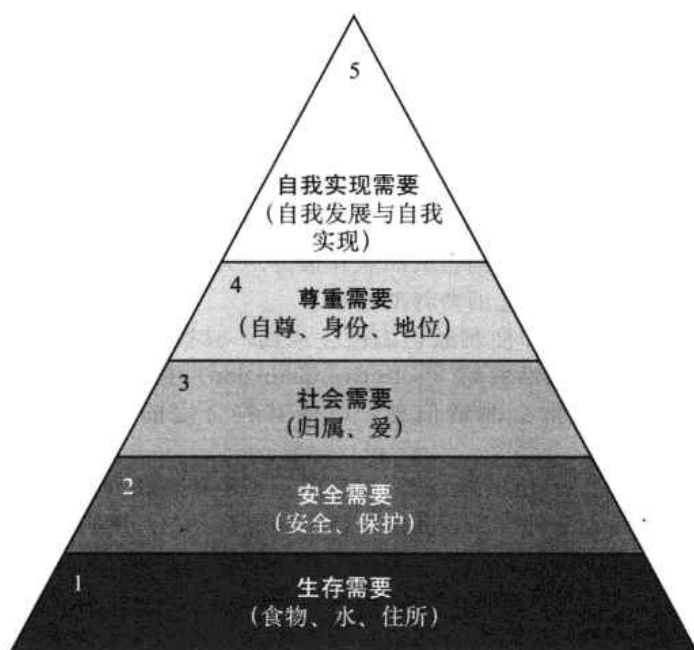 5
自我实现需要
(自我发展与自我
实现)
4
尊重需要
(自尊、身份、地位)
3
社会需要
(归属、爱)
2
安全需要
(安全、保护)
1
生存需要
(食物、水、住所)